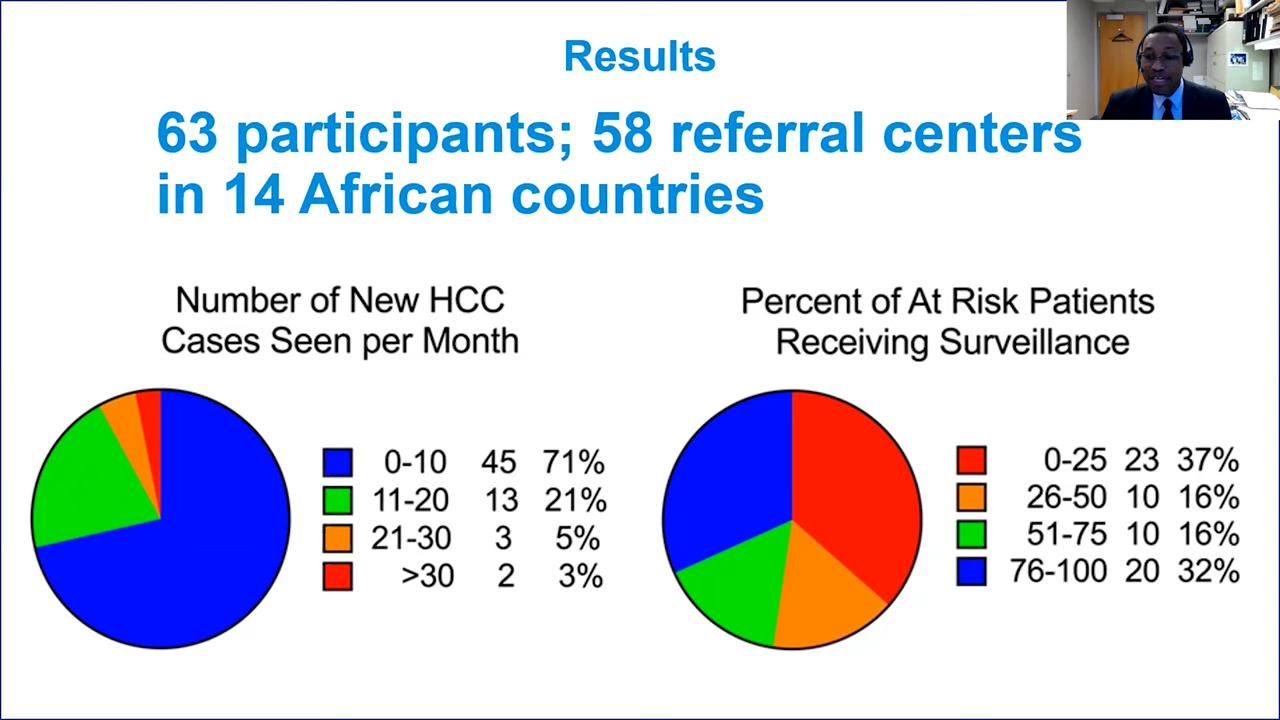 Results
63 participants; 58 referral centers
in 14 African countries
Number of New HCC
Cases Seen per Month
0-10 45 71%
11-20 13 21%
21-30 3 5%
>30 2 3%
Percent of At Risk Patients
Receiving Surveillance
0-25 23 37%
26-50 10 16%
51-75 10 16%
76-100 20 32%